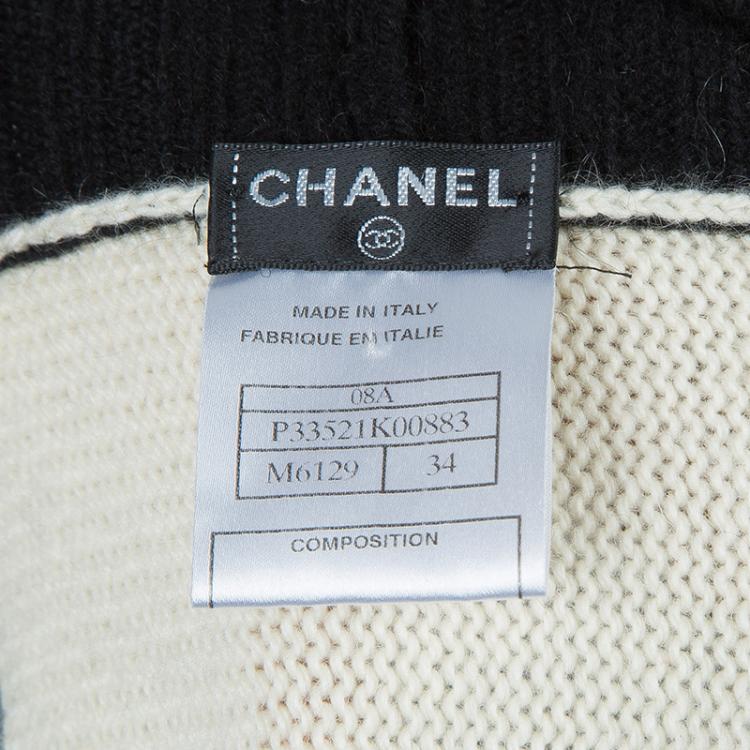 CHANEL
MADE IN ITALY
FABRIQUE EN ITALIE
08A
P33521K00883
M6129 34
COMPOSITION